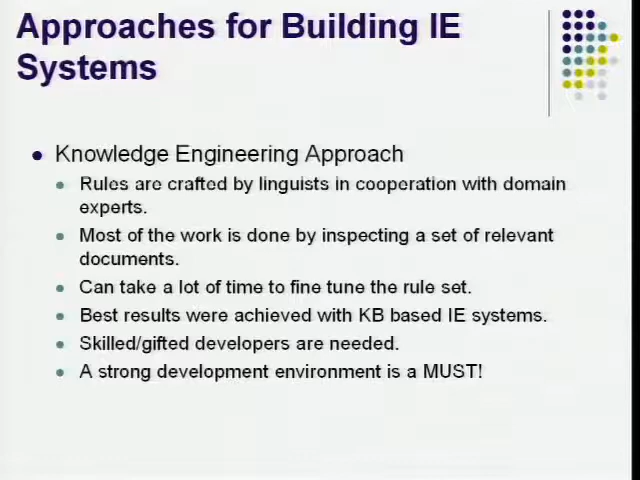 Approaches for Building IE
Systems
Knowledge Engineering Approach
Rules are crafted by linguists in cooperation with domain
experts.
Most of the work is done by inspecting a set of relevant
documents.
Can take a lot of time to fine tune the rule set.
Best results were achieved with KB based IE systems.
Skilled/gifted developers are needed.
A strong development environment is a MUST!